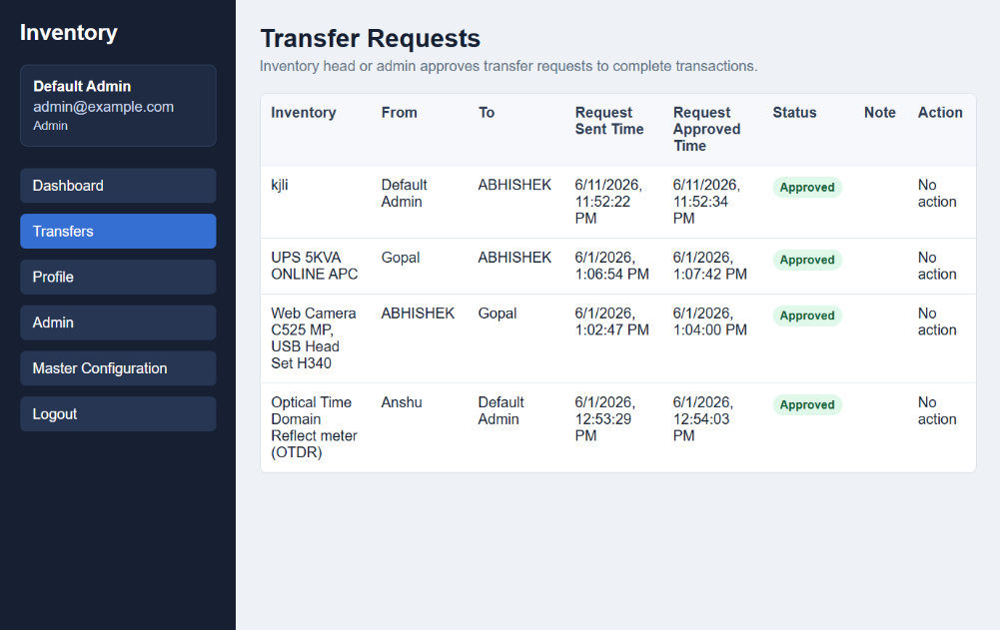 Inventory
Default Admin
admin@example.com
Admin
Dashboard
Transfers
Profile
Admin
Master Configuration
Logout
Transfer Requests
Inventory head or admin approves transfer requests to complete transactions.
Inventory From To Request Sent Time Request Approved Time Status Note Action
kjli Default Admin ABHISHEK 6/11/2026, 11:52:22 PM 6/11/2026, 11:52:34 PM Approved No action
UPS 5KVA ONLINE APC Gopal ABHISHEK 6/1/2026, 1:06:54 PM 6/1/2026, 1:07:42 PM Approved No action
Web Camera C525 MP, USB Head Set H340 ABHISHEK Gopal 6/1/2026, 1:02:47 PM 6/1/2026, 1:04:00 PM Approved No action
Optical Time Domain Reflect meter (OTDR) Anshu Default Admin 6/1/2026, 12:53:29 PM 6/1/2026, 12:54:03 PM Approved No action